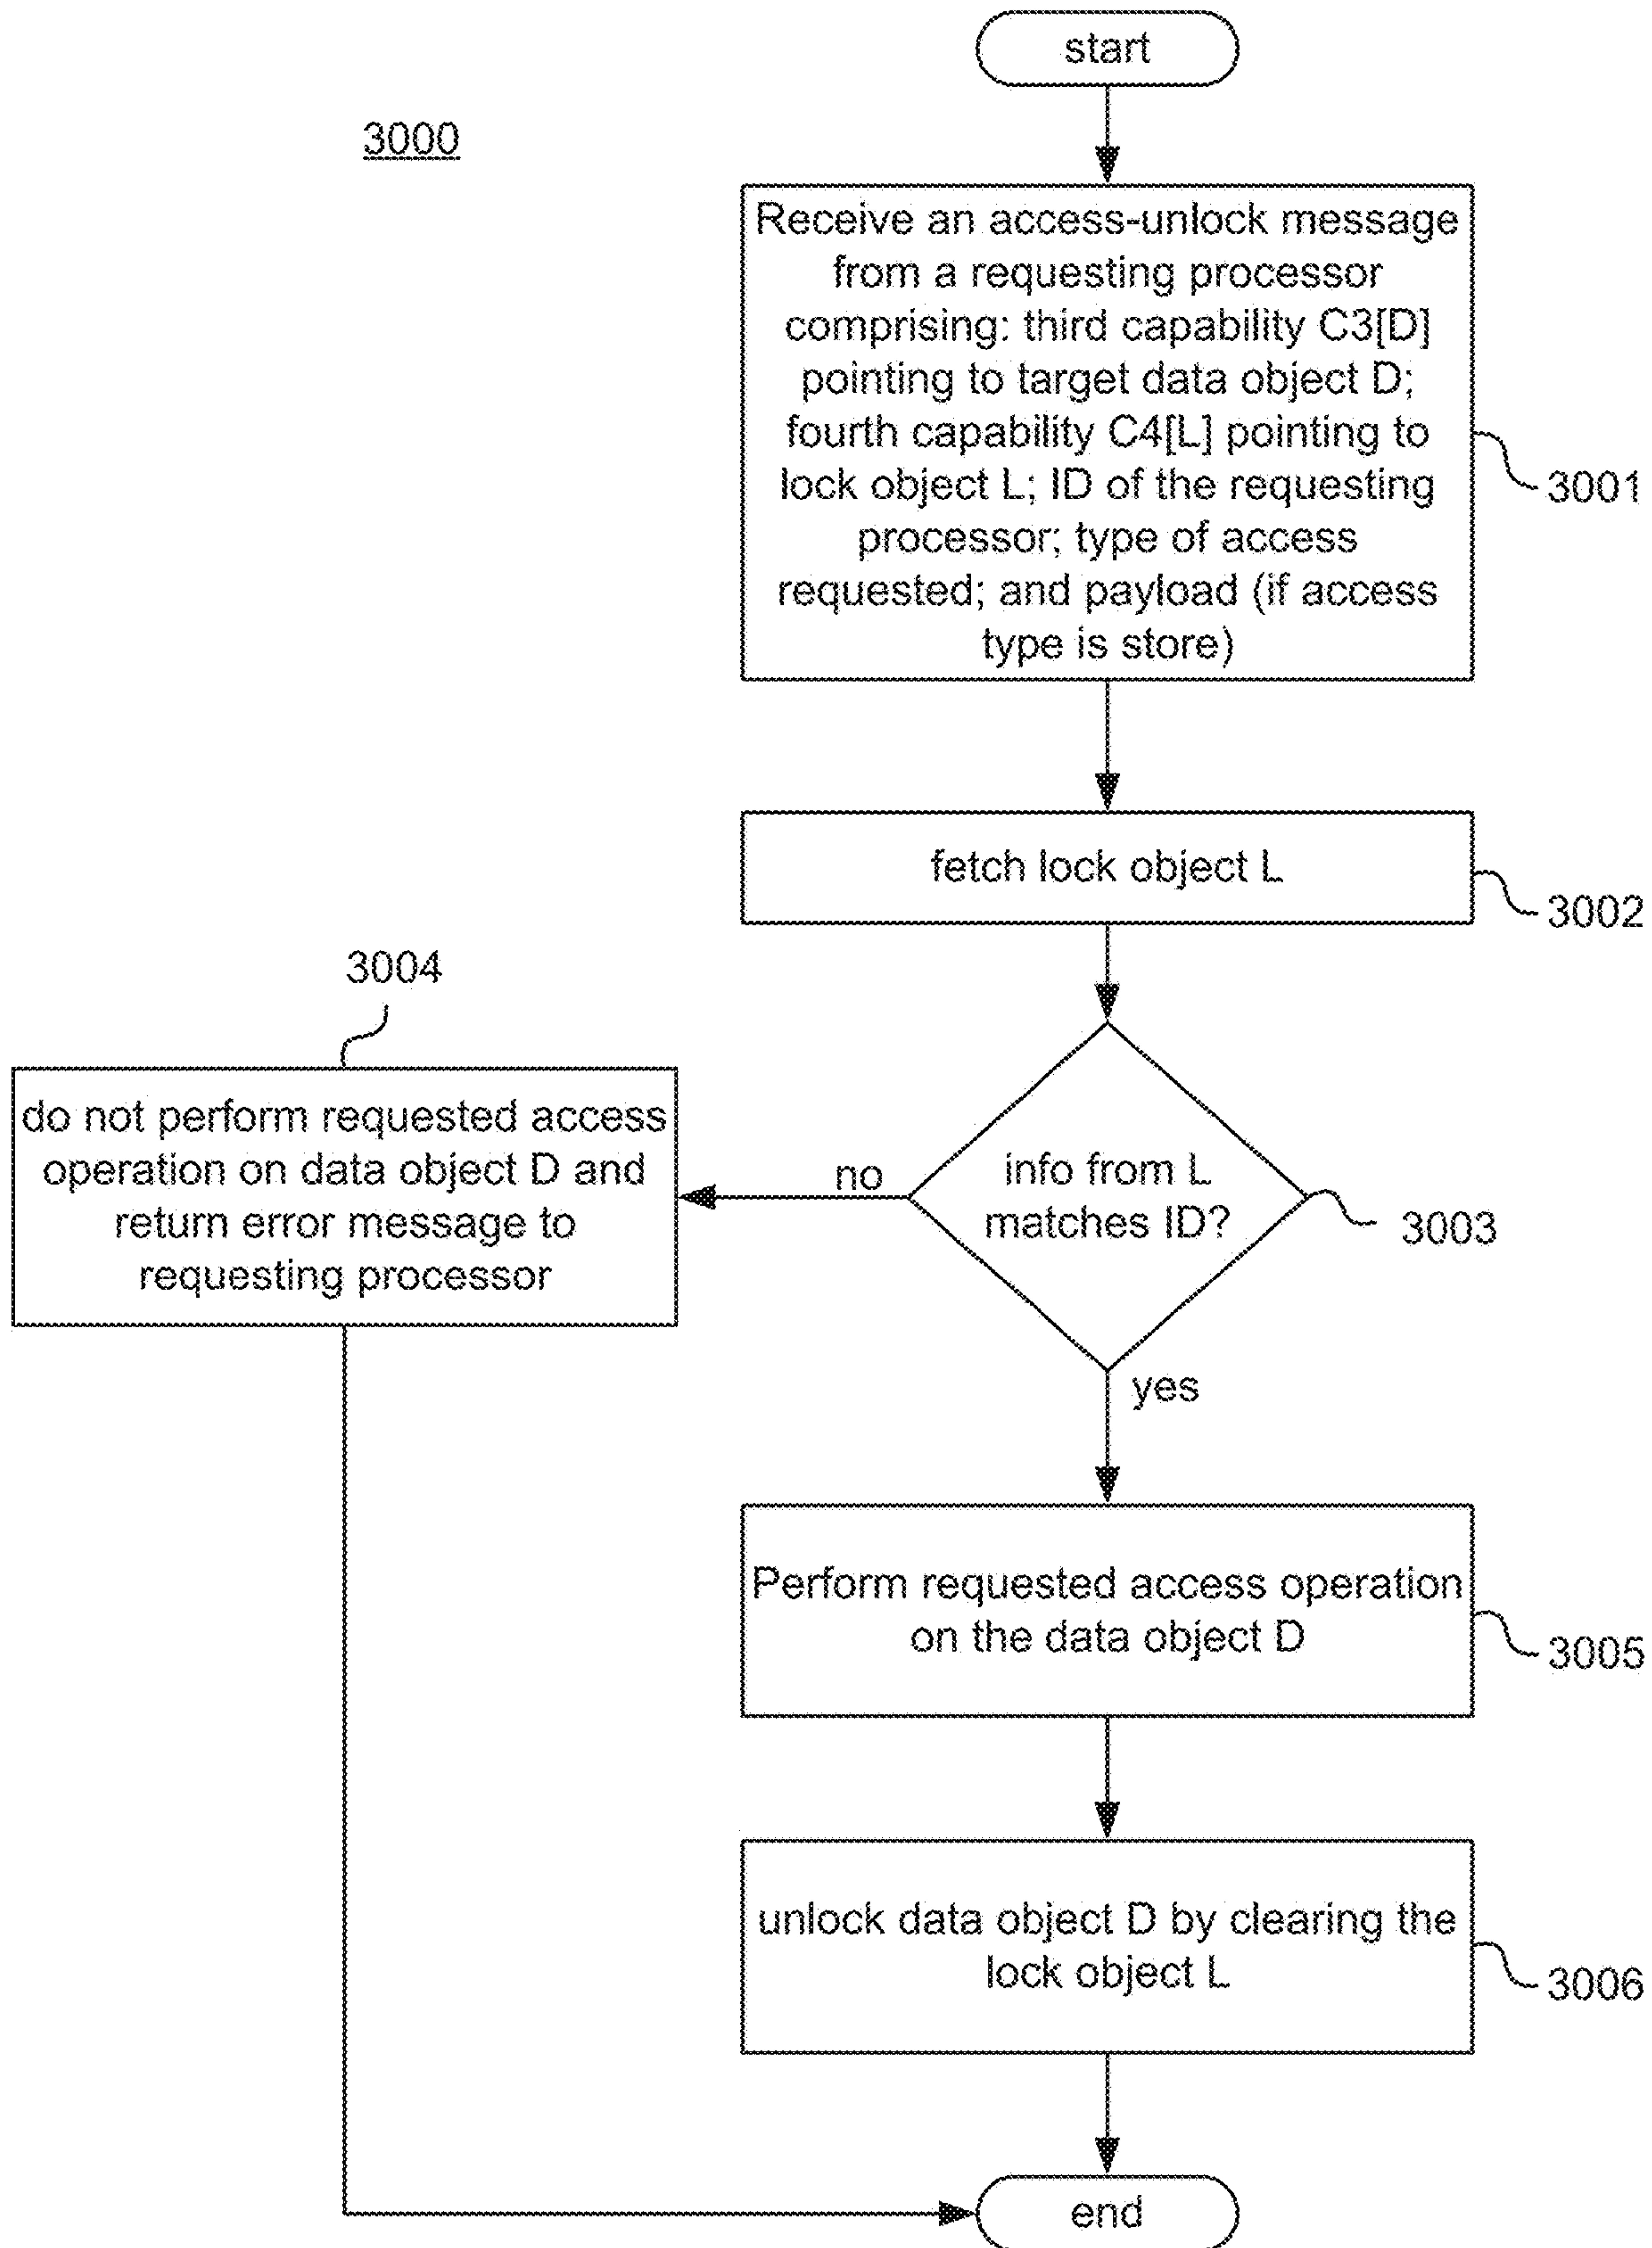 start
3000
Receive an access-unlock message
from a requesting processor
comprising: third capability C3[D]
pointing to target data object D;
fourth capability C4[L] pointing to
lock object L; ID of the requesting
processor; type of access
requested; and payload (if access
type is store)
3001
fetch lock object L
3002
3004
do not perform requested access
operation on data object D and
return error message to
requesting processor
no
info from L
matches ID?
3003
yes
Perform requested access operation
on the data object D
3005
unlock data object D by clearing the
lock object L
3006
end